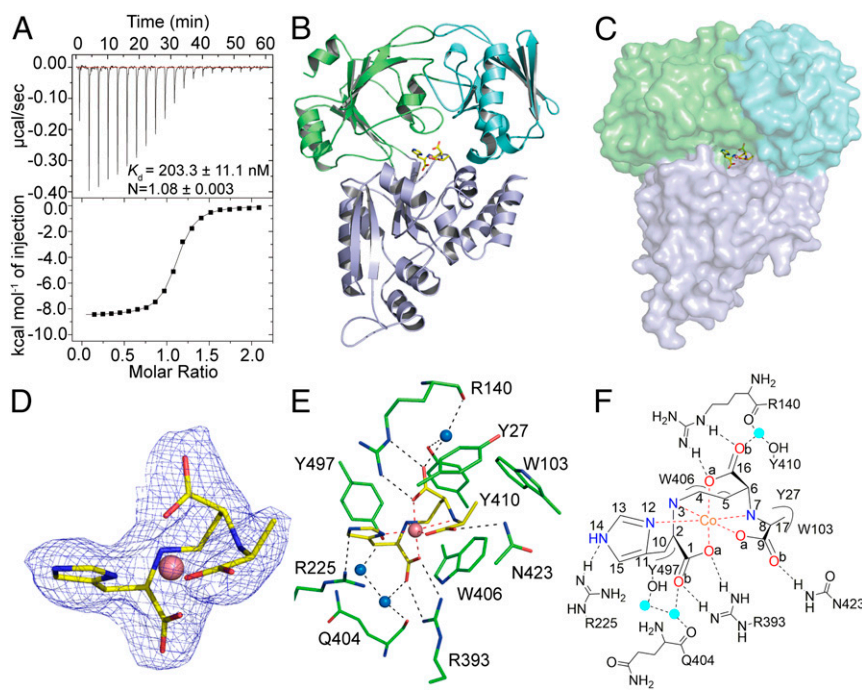 A
Time (min)
0 10 20 30 40 50 60
0.00
-0.10
-0.20
-0.30
-0.40
µcal/sec
Kd = 203.3 ± 11.1 nM
N=1.08 ± 0.003
0.0
-2.0
-4.0
-6.0
-8.0
-10.0
kcal mol-1 of injection
0.0 0.5 1.0 1.5 2.0
Molar Ratio
B
C
D
E
R140
Y27
Y497
W103
Y410
R225
N423
W406
Q404
R393
F
NH2
O R140
H2N
N H
N
H
O
b
OH
Y410
O
a
16
W406
6
4
5
Y27
13
12
N
N
3
N
7
14
HN
Co
8
17
W103
2
10
1
O
a
9
O
b
15
11
Y497
O
a
OH
O
b
H
N
H
N
H
R225
H
NH
HN
N
H
R393
O
H2N
N423
H2N
O
Q404
O
NH2